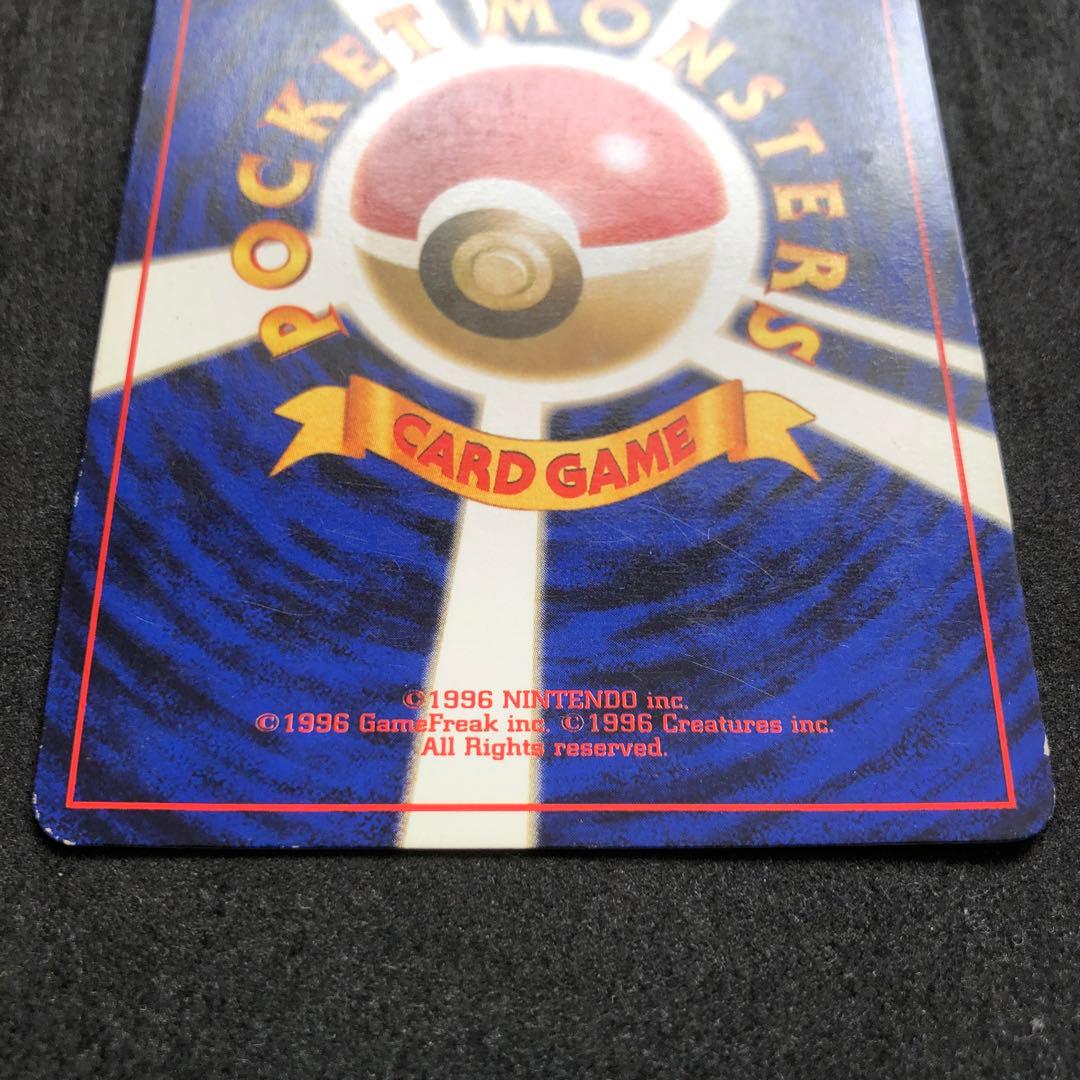 POCKET MONSTERS
CARD GAME
©1996 NINTENDO inc.
©1996 GameFreak inc. ©1996 Creatures inc.
All Rights reserved.